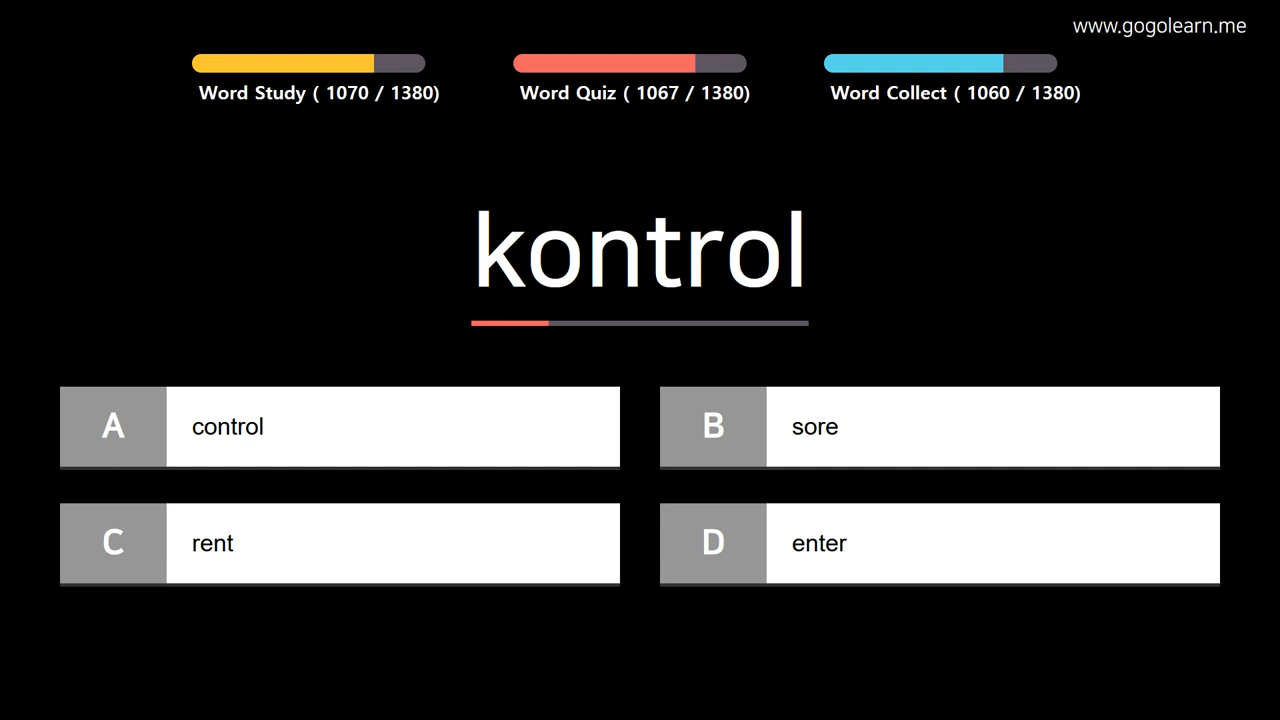 www.gogolearn.me
Word Study ( 1070 / 1380)
Word Quiz ( 1067 / 1380)
Word Collect ( 1060 / 1380)
kontrol
A control
B sore
C rent
D enter